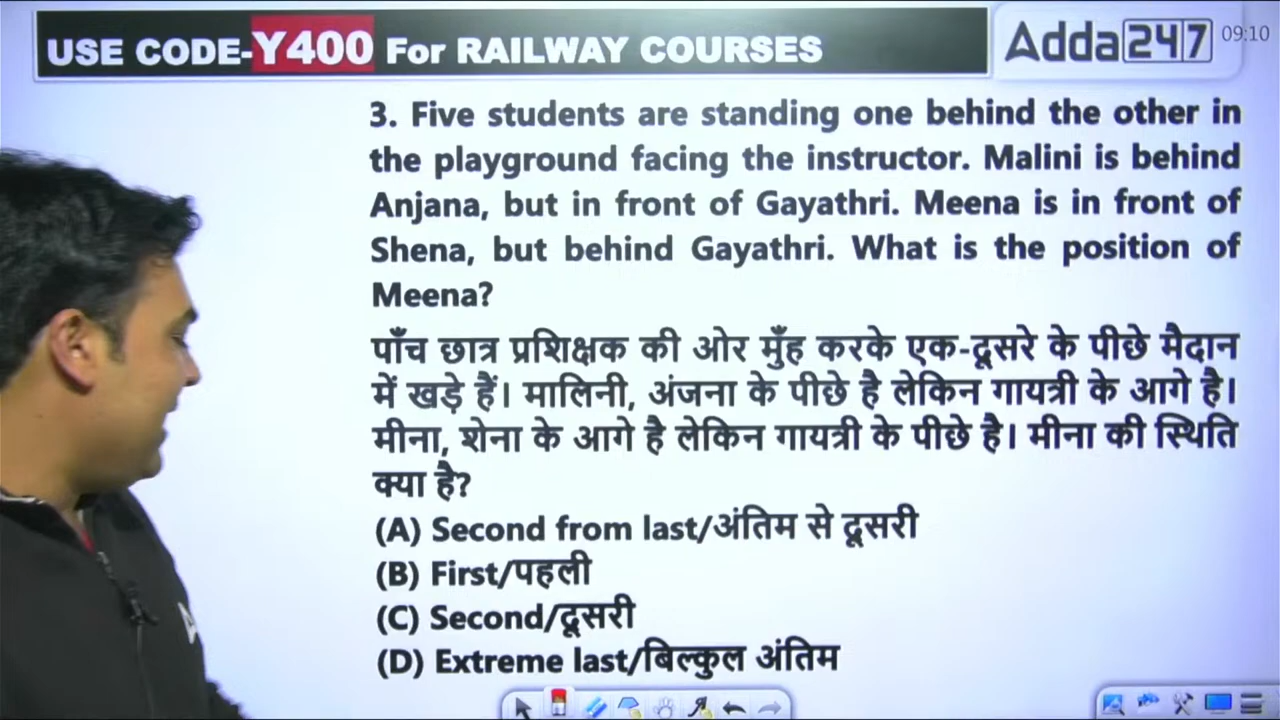 USE CODE-Y400 For RAILWAY COURSES
Adda247
09:10
3. Five students are standing one behind the other in
the playground facing the instructor. Malini is behind
Anjana, but in front of Gayathri. Meena is in front of
Shena, but behind Gayathri. What is the position of
Meena?
पाँच छात्र प्रशिक्षक की ओर मुँह करके एक-दूसरे के पीछे मैदान
में खड़े हैं। मालिनी, अंजना के पीछे है लेकिन गायत्री के आगे है।
मीना, शेना के आगे है लेकिन गायत्री के पीछे है। मीना की स्थिति
क्या है?
(A) Second from last/अंतिम से दूसरी
(B) First/पहली
(C) Second/दूसरी
(D) Extreme last/बिल्कुल अंतिम